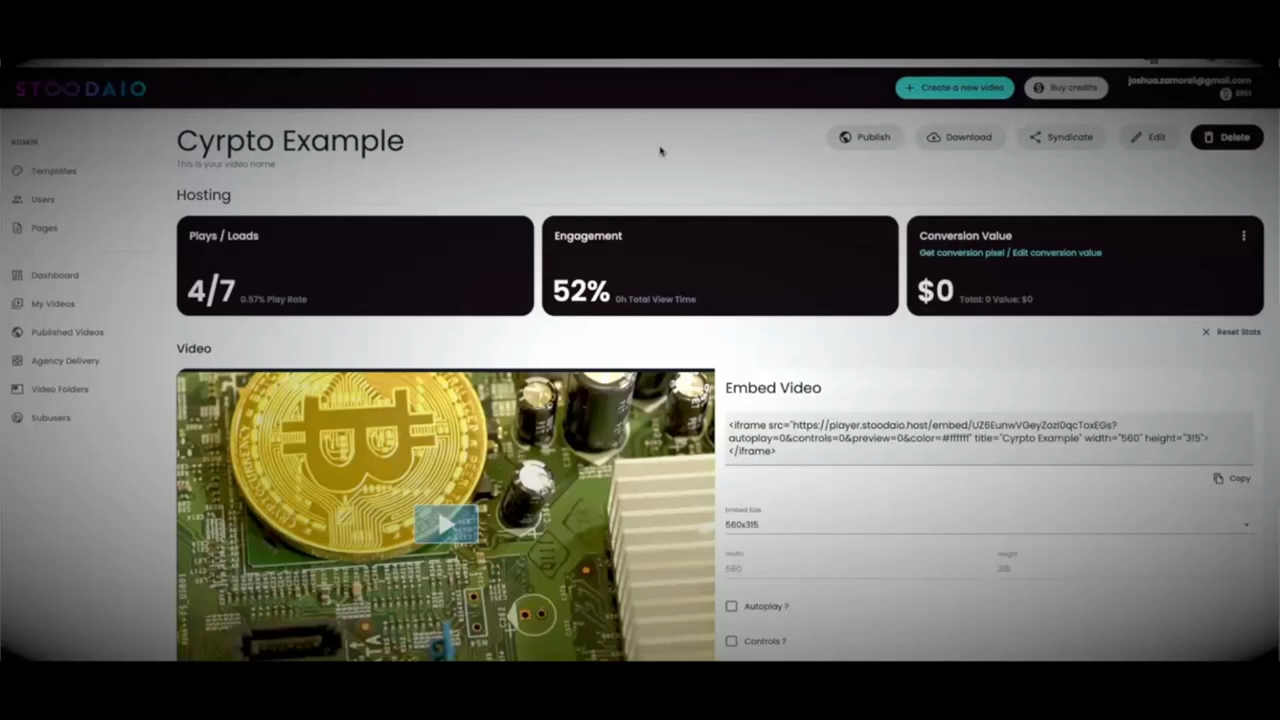 STOODAIO
+ Create a new video
Buy credits
joshua.zamora1@gmail.com
ADMIN
Templates
Users
Pages
Dashboard
My Videos
Published Videos
Agency Delivery
Video Folders
Subusers
Cyrpto Example
This is your video name
Publish
Download
Syndicate
Edit
Delete
Hosting
Plays / Loads
4/7 0.57% Play Rate
Engagement
52% 0h Total View Time
Conversion Value
Get conversion pixel / Edit conversion value
$0 Total: 0 Value: $0
Reset Stats
Video
Embed Video
<iframe src="https://player.stoodaio.host/embed/UZ6EunwVGeyZozI0qcToxEGs?
autoplay=0&controls=0&preview=0&color=#ffffff" title="Cyrpto Example" width="560" height="315">
</iframe>
Copy
Embed Size
560x315
Width
560
Height
315
Autoplay ?
Controls ?